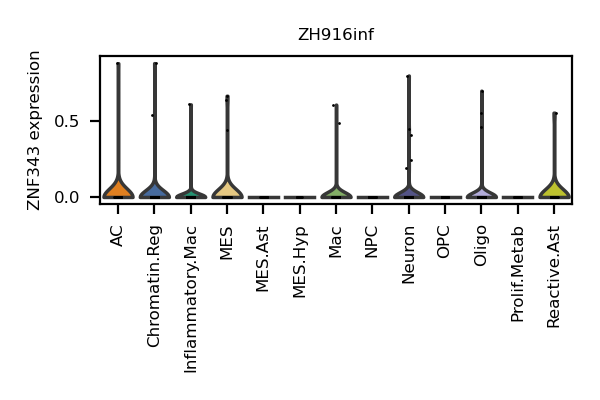 ZH916inf
ZNF343 expression
0.5
0.0
AC
Chromatin.Reg
Inflammatory.Mac
MES
MES.Ast
MES.Hyp
Mac
NPC
Neuron
OPC
Oligo
Prolif.Metab
Reactive.Ast